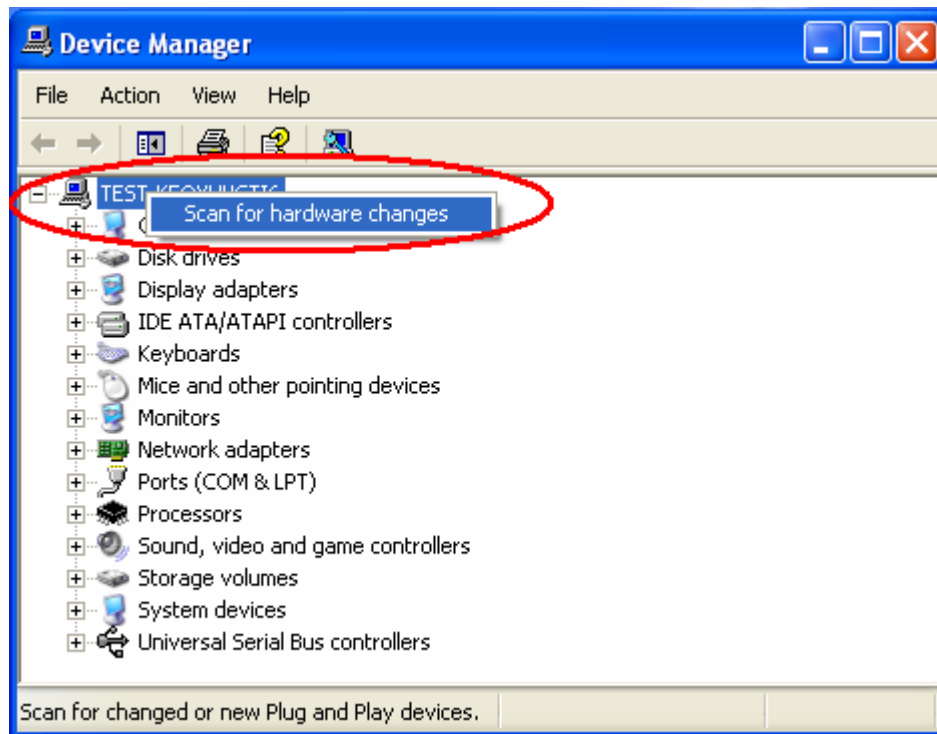 Device Manager
File Action View Help
TEST
Scan for hardware changes
Disk drives
Display adapters
IDE ATA/ATAPI controllers
Keyboards
Mice and other pointing devices
Monitors
Network adapters
Ports (COM & LPT)
Processors
Sound, video and game controllers
Storage volumes
System devices
Universal Serial Bus controllers
Scan for changed or new Plug and Play devices.